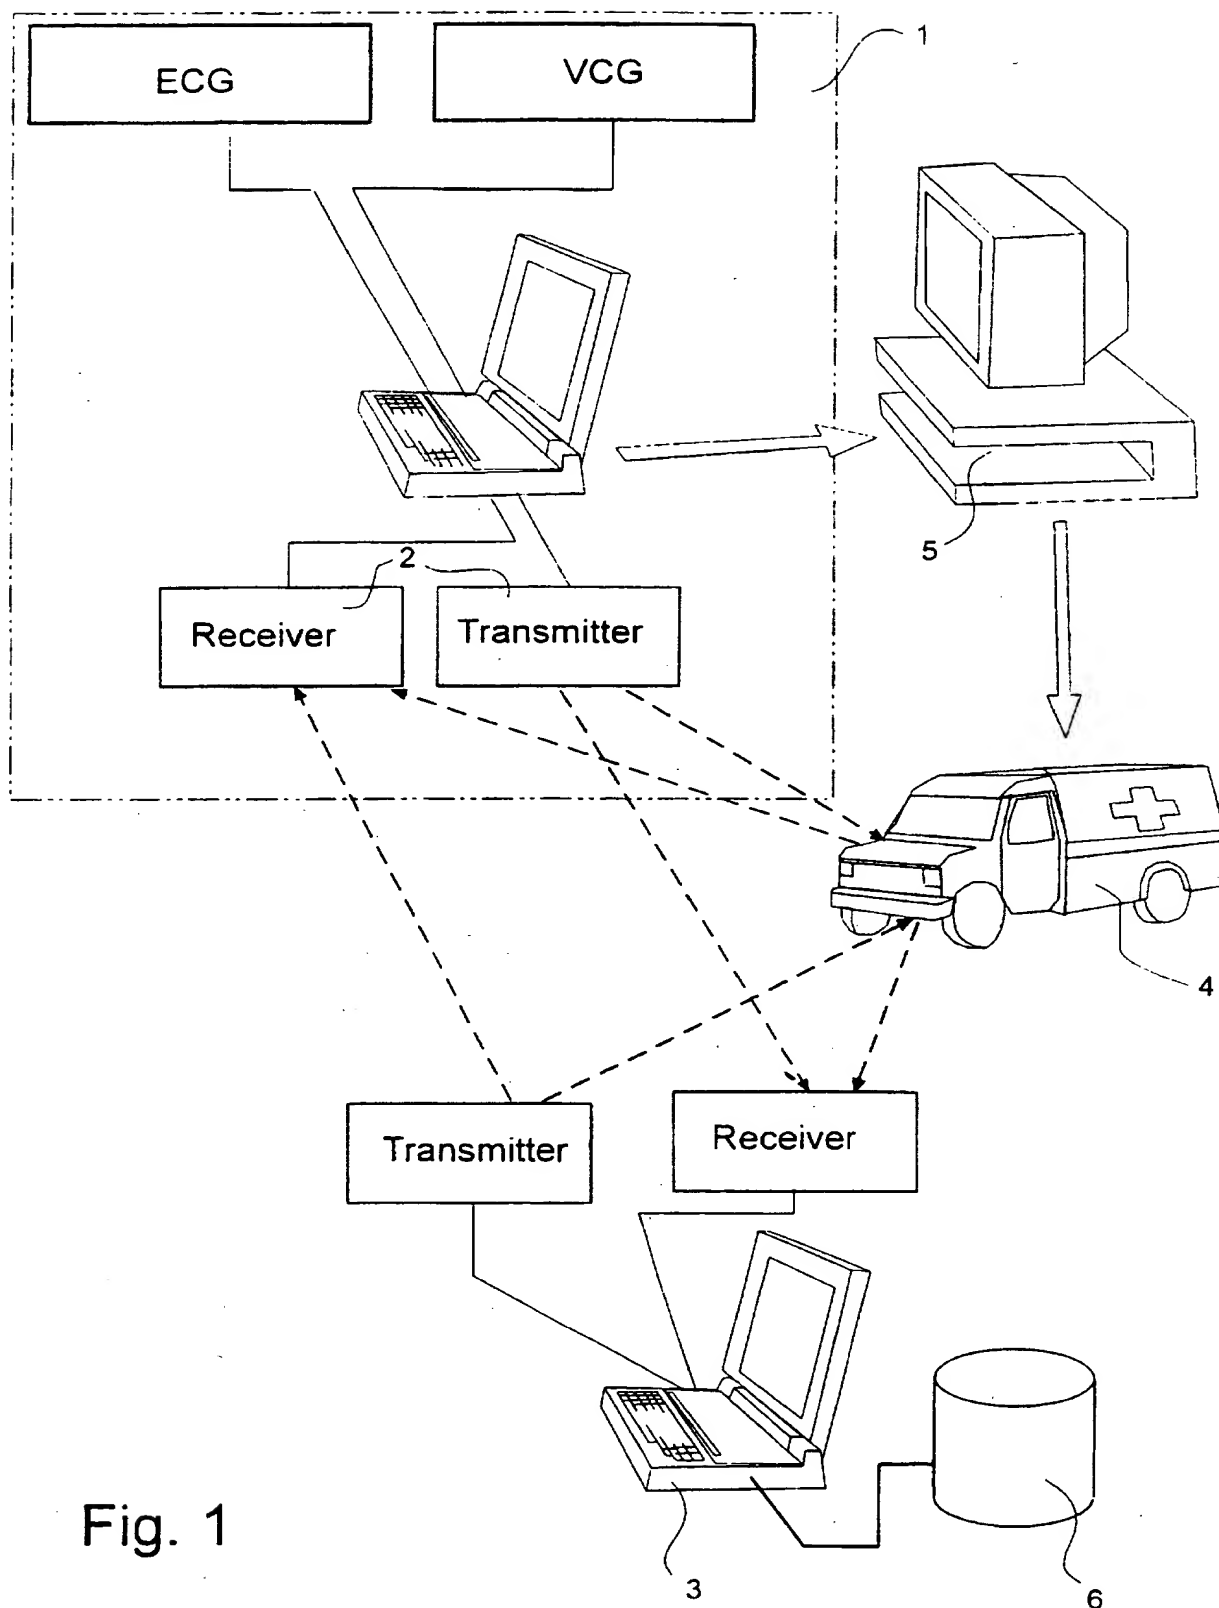 1
ECG
VCG
5
2
Receiver
Transmitter
4
Transmitter
Receiver
Fig. 1
3
6